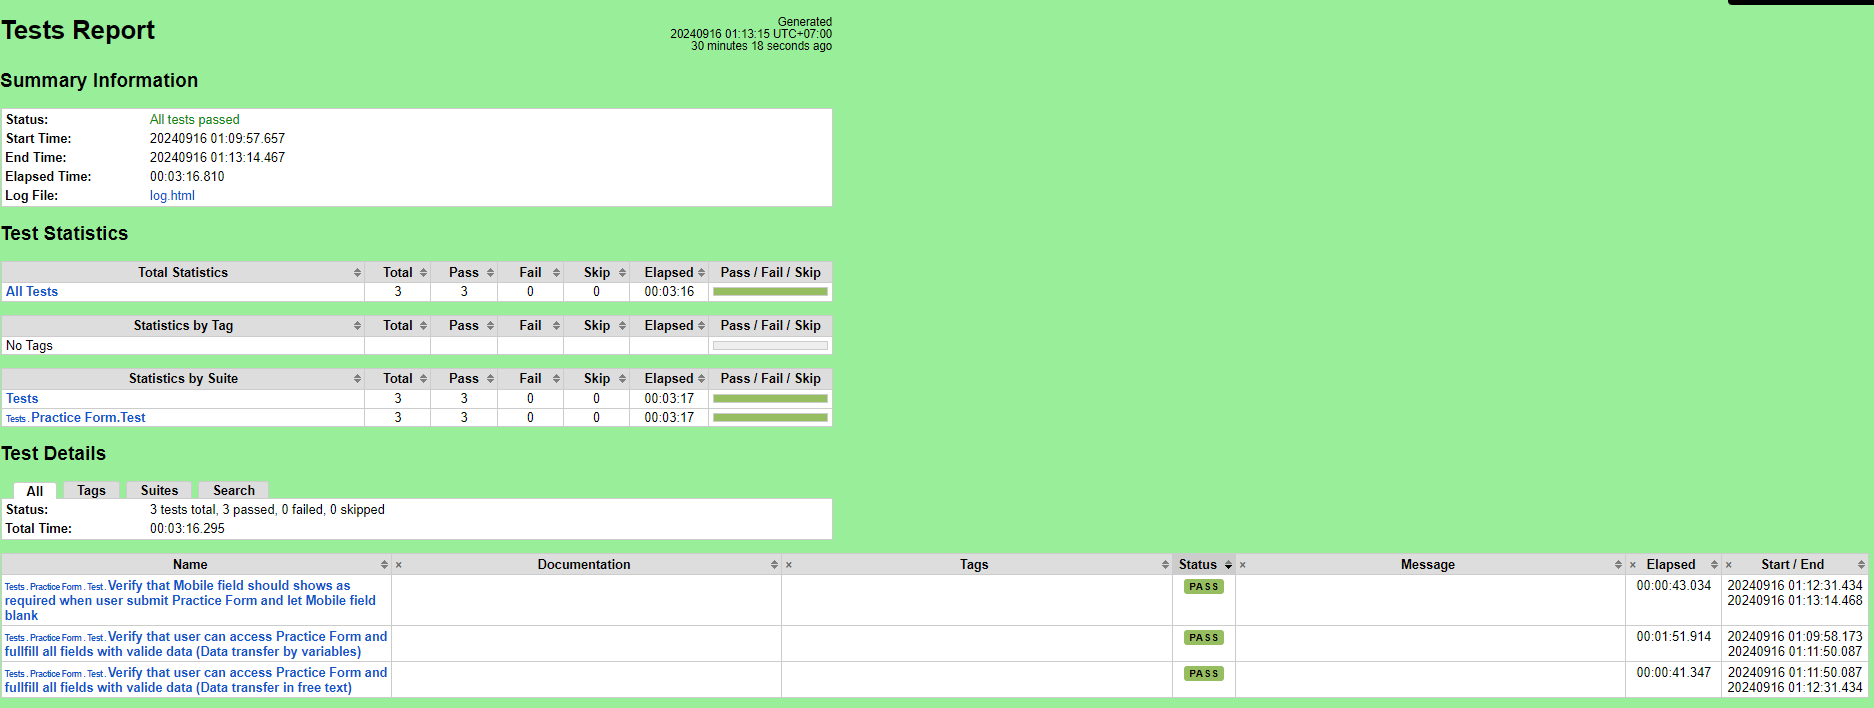 Tests Report
Generated
20240916 01:13:15 UTC+07:00
30 minutes 18 seconds ago
Summary Information
Status: All tests passed
Start Time: 20240916 01:09:57.657
End Time: 20240916 01:13:14.467
Elapsed Time: 00:03:16.810
Log File: log.html
Test Statistics
Total Statistics Total Pass Fail Skip Elapsed Pass / Fail / Skip
All Tests 3 3 0 0 00:03:16
Statistics by Tag Total Pass Fail Skip Elapsed Pass / Fail / Skip
No Tags
Statistics by Suite Total Pass Fail Skip Elapsed Pass / Fail / Skip
Tests 3 3 0 0 00:03:17
Tests . Practice Form.Test 3 3 0 0 00:03:17
Test Details
All Tags Suites Search
Status: 3 tests total, 3 passed, 0 failed, 0 skipped
Total Time: 00:03:16.295
Name × Documentation × Tags Status × Message × Elapsed × Start / End
Tests . Practice Form . Test . Verify that Mobile field should shows as
required when user submit Practice Form and let Mobile field
blank
PASS 00:00:43.034 20240916 01:12:31.434
20240916 01:13:14.468
Tests . Practice Form . Test . Verify that user can access Practice Form and
fullfill all fields with valide data (Data transfer by variables)
PASS 00:01:51.914 20240916 01:09:58.173
20240916 01:11:50.087
Tests . Practice Form . Test . Verify that user can access Practice Form and
fullfill all fields with valide data (Data transfer in free text)
PASS 00:00:41.347 20240916 01:11:50.087
20240916 01:12:31.434